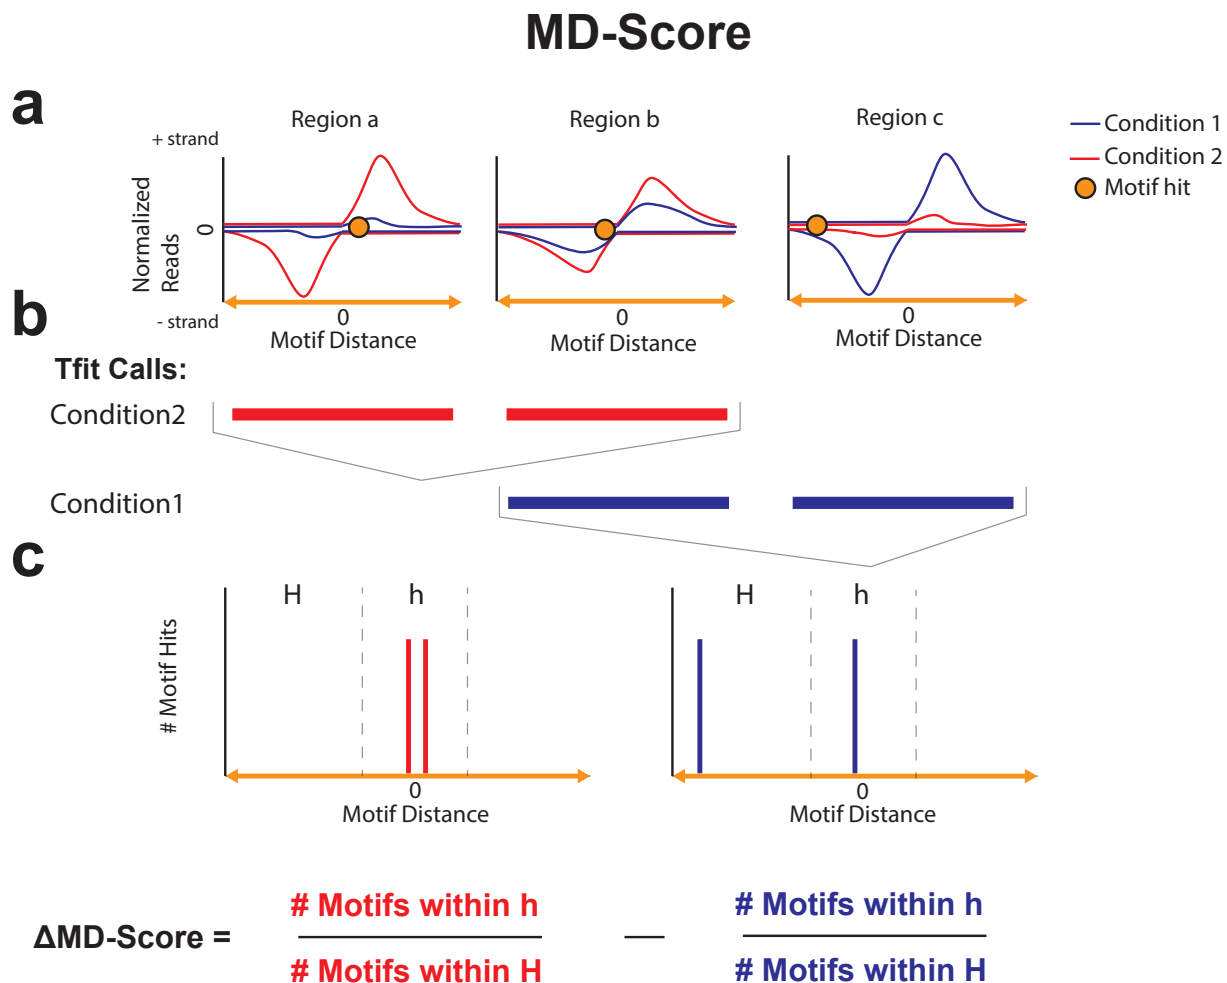 MD-Score
a
Region a
Region b
Region c
+ strand
0
- strand
Normalized
Reads
Condition 1
Condition 2
Motif hit
0
Motif Distance
0
Motif Distance
0
Motif Distance
b
Tfit Calls:
Condition2
Condition1
c
# Motif Hits
H
h
0
Motif Distance
H
h
0
Motif Distance
ΔMD-Score =
# Motifs within h
# Motifs within H
—
# Motifs within h
# Motifs within H